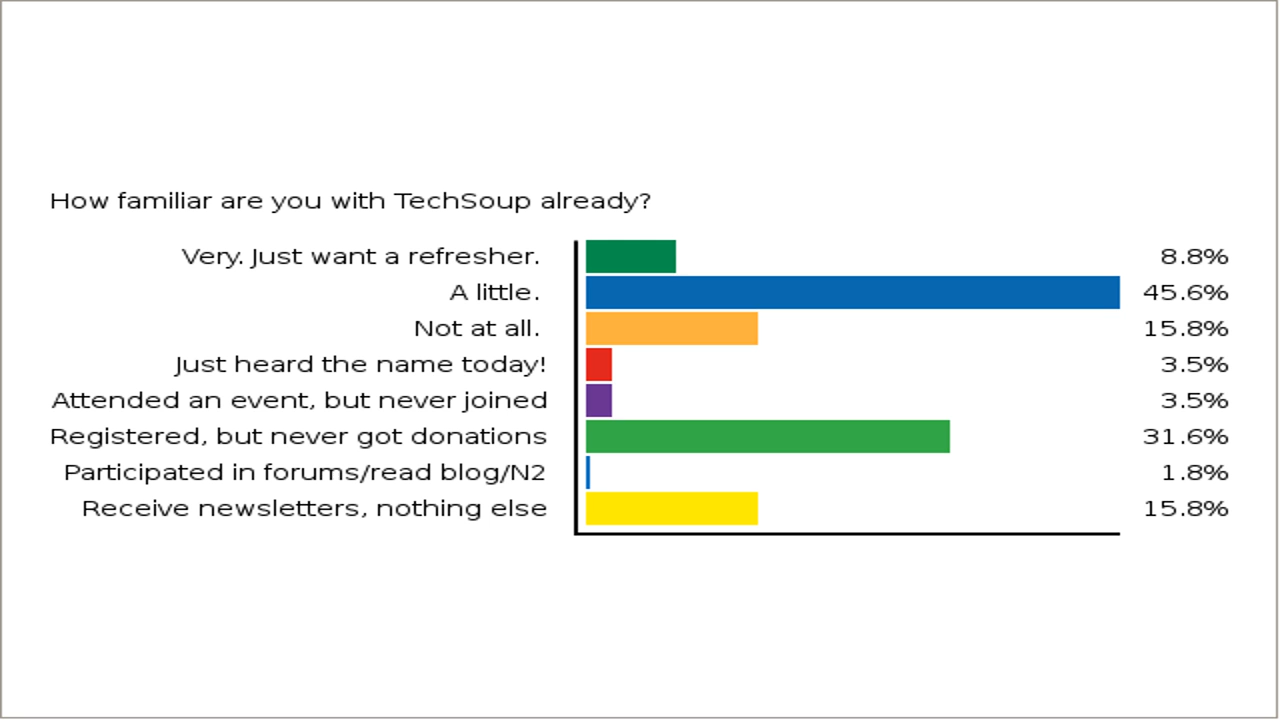 How familiar are you with TechSoup already?
Very. Just want a refresher. 8.8%
A little. 45.6%
Not at all. 15.8%
Just heard the name today! 3.5%
Attended an event, but never joined 3.5%
Registered, but never got donations 31.6%
Participated in forums/read blog/N2 1.8%
Receive newsletters, nothing else 15.8%